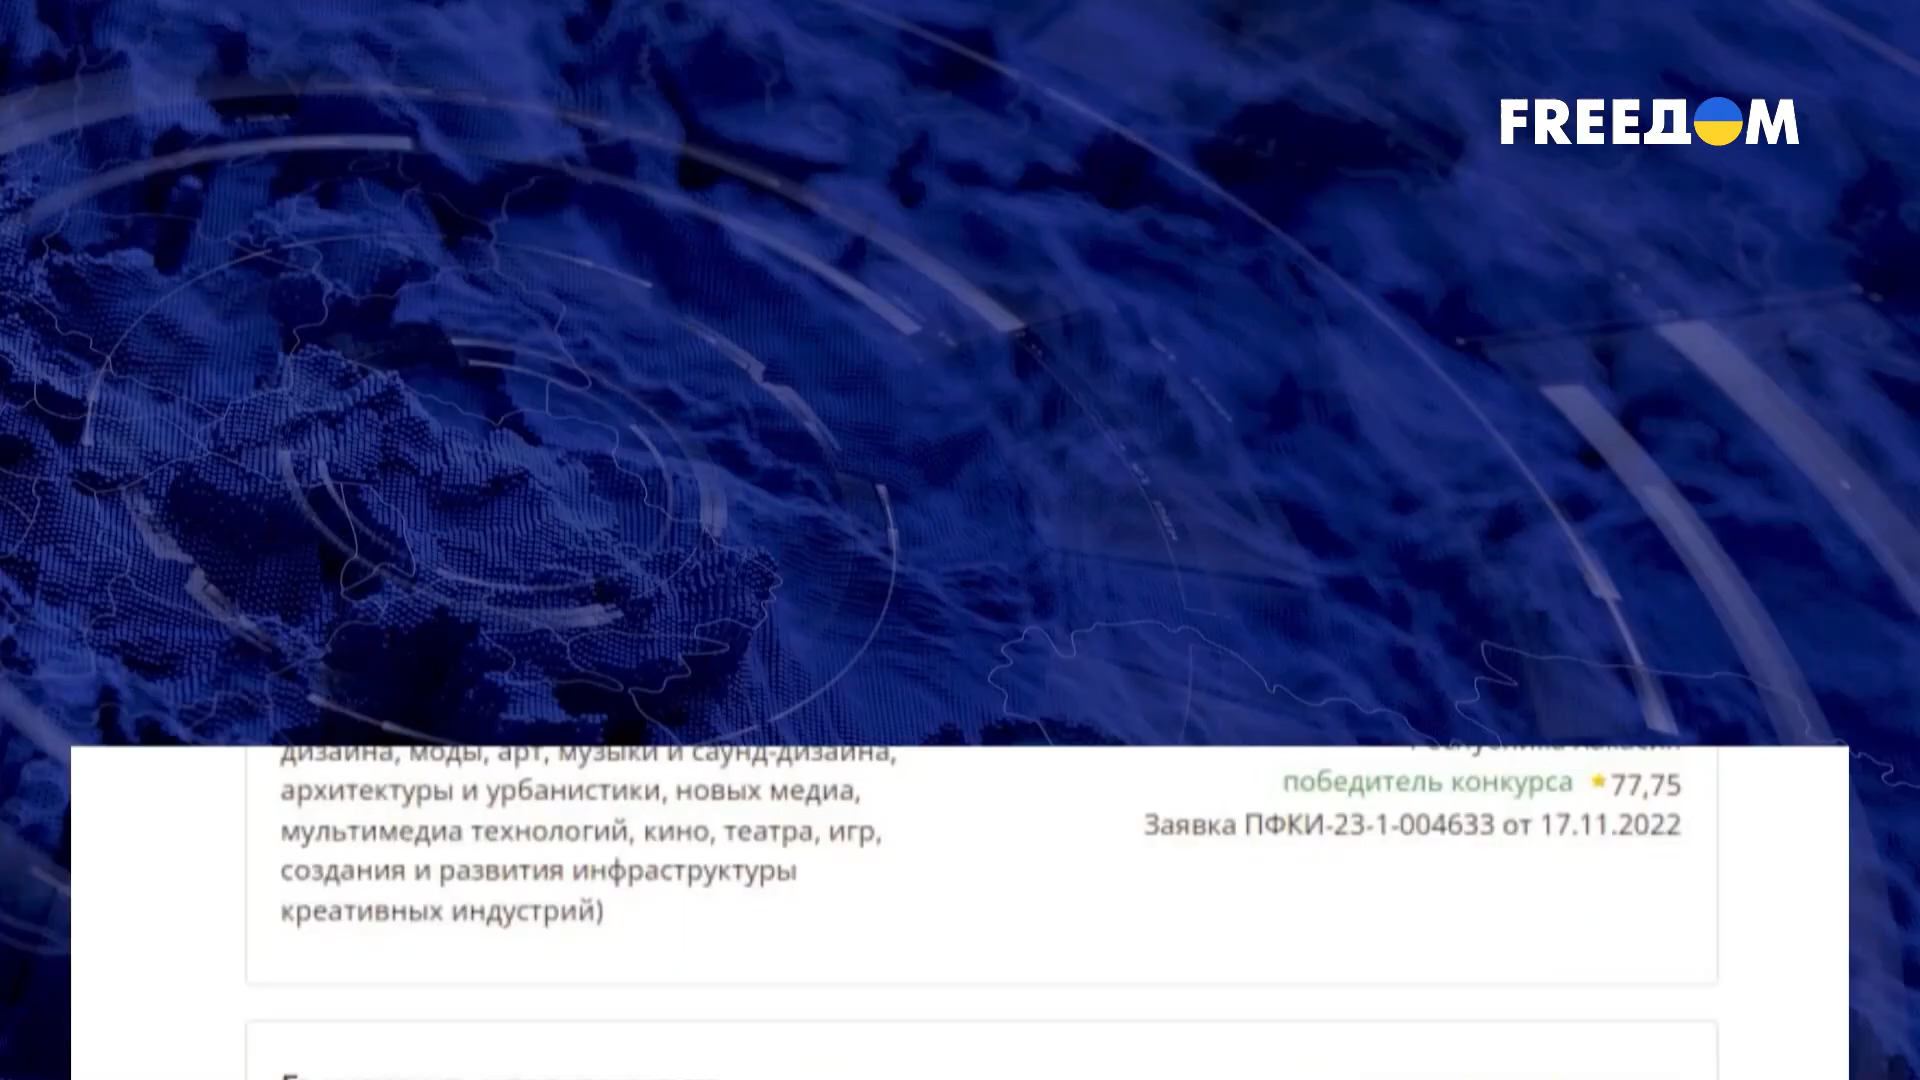 FREEДOM
дизайна, моды, арт, музыки и саунд-дизайна,
архитектуры и урбанистики, новых медиа,
мультимедиа технологий, кино, театра, игр,
создания и развития инфраструктуры
креативных индустрий)
победитель конкурса 77,75
Заявка ПФКИ-23-1-004633 от 17.11.2022